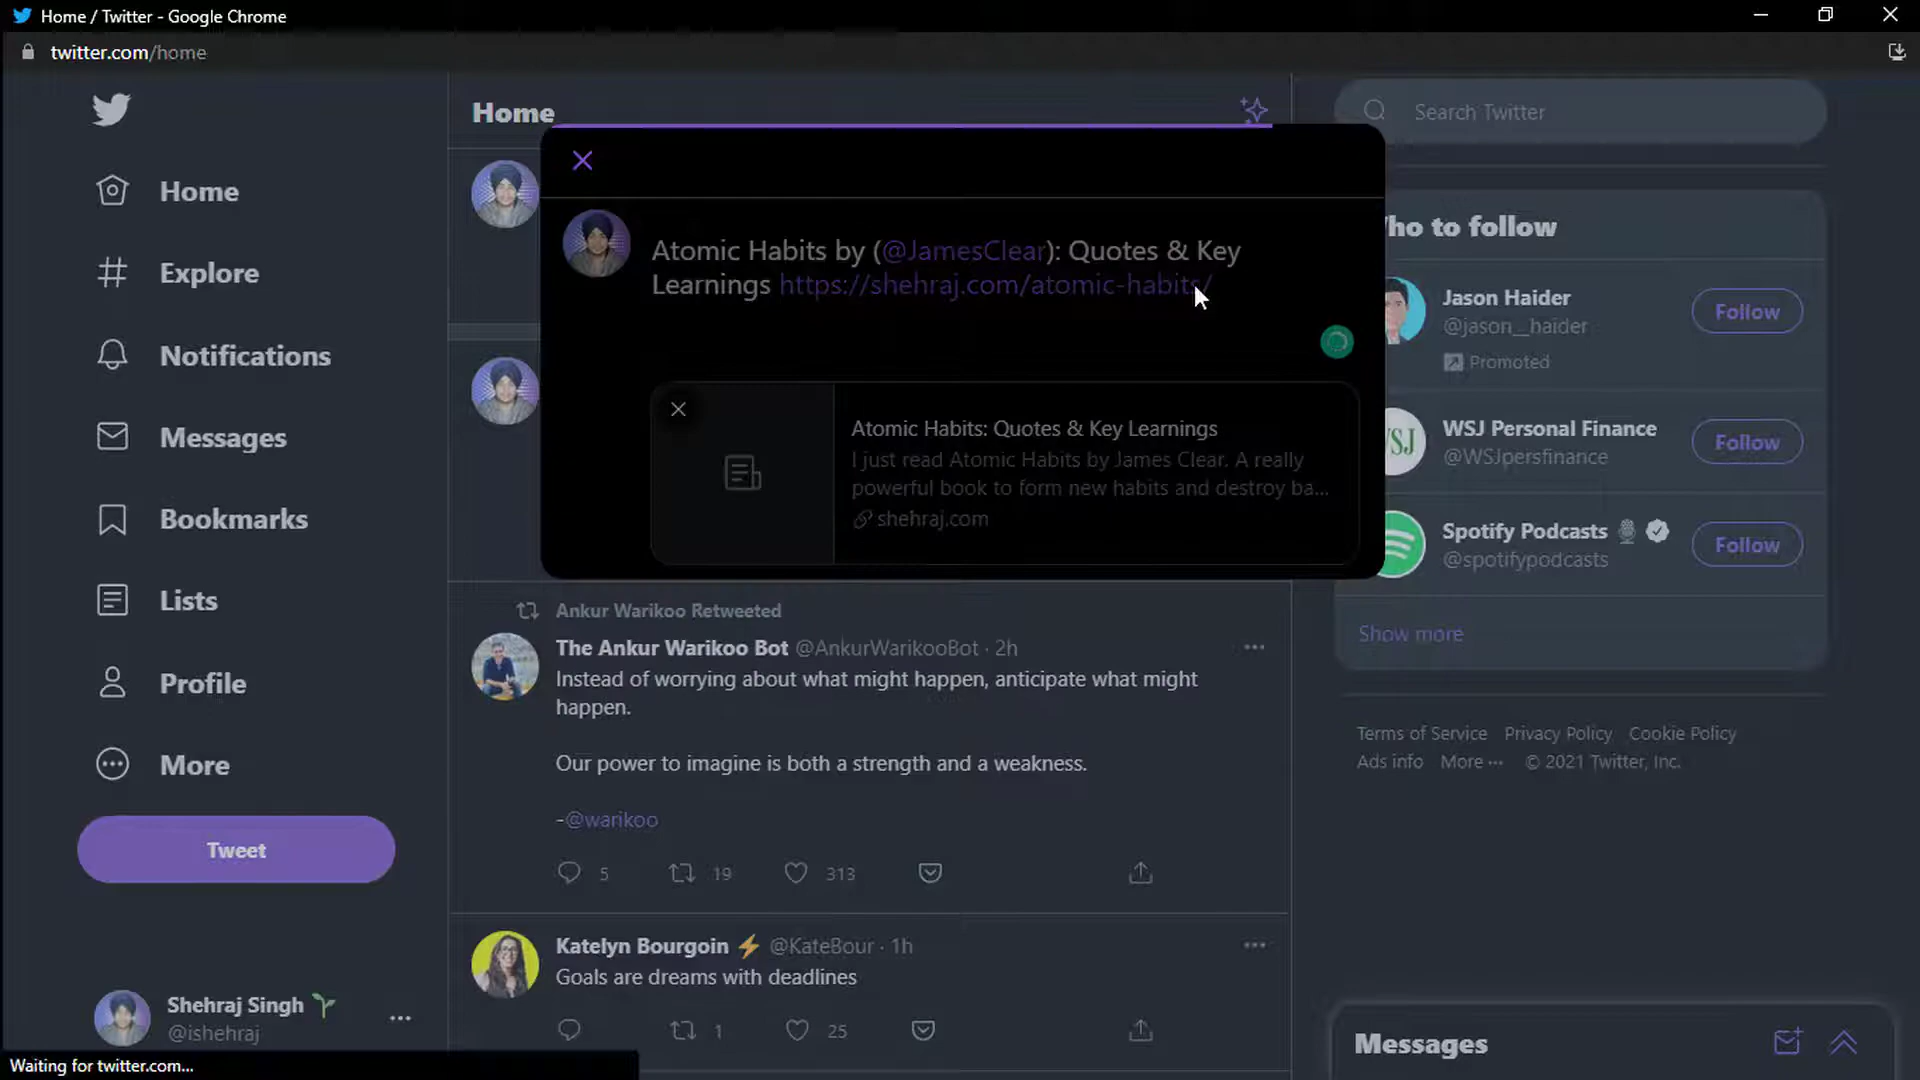 Home / Twitter - Google Chrome
twitter.com/home
Home
Search Twitter
Home
Explore
Notifications
Messages
Bookmarks
Lists
Profile
More
Tweet
Shehraj Singh
@ishehraj
Waiting for twitter.com...
Atomic Habits by (@JamesClear): Quotes & Key
Learnings https://shehraj.com/atomic-habits/
Atomic Habits: Quotes & Key Learnings
I just read Atomic Habits by James Clear. A really
powerful book to form new habits and destroy ba...
shehraj.com
Ankur Warikoo Retweeted
The Ankur Warikoo Bot @AnkurWarikooBot · 2h
Instead of worrying about what might happen, anticipate what might
happen.
Our power to imagine is both a strength and a weakness.
-@warikoo
5 19 313
Katelyn Bourgoin ⚡ @KateBour · 1h
Goals are dreams with deadlines
1 25
ho to follow
Jason Haider
@jason_haider
Promoted
Follow
WSJ
WSJ Personal Finance
@WSJpersfinance
Follow
Spotify Podcasts
@spotifypodcasts
Follow
Show more
Terms of Service Privacy Policy Cookie Policy
Ads info More ··· © 2021 Twitter, Inc.
Messages